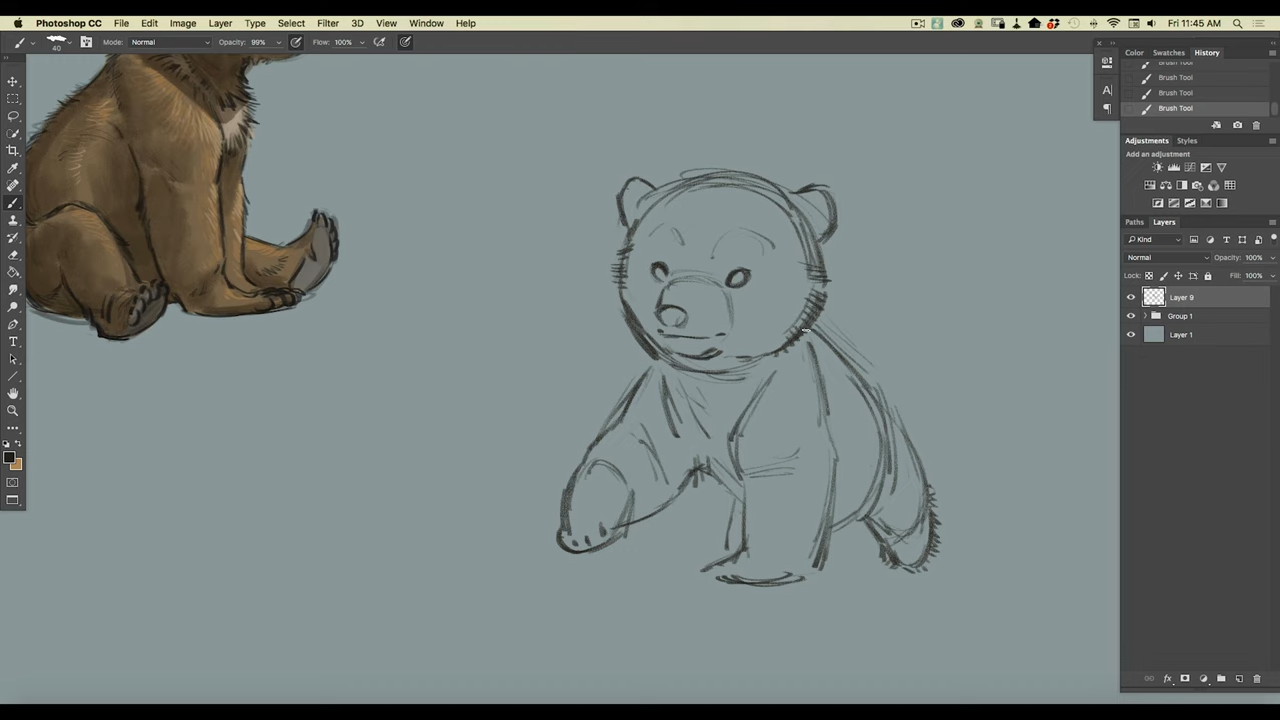 Photoshop CC File Edit Image Layer Type Select Filter 3D View Window Help Fri 11:45 AM
40 Mode: Normal Opacity: 99% Flow: 100%
Color Swatches History
Brush Tool
Brush Tool
Brush Tool
Brush Tool
Adjustments Styles
Add an adjustment
Paths Layers
Kind
Normal Opacity: 100%
Lock: Fill: 100%
Layer 9
Group 1
Layer 1